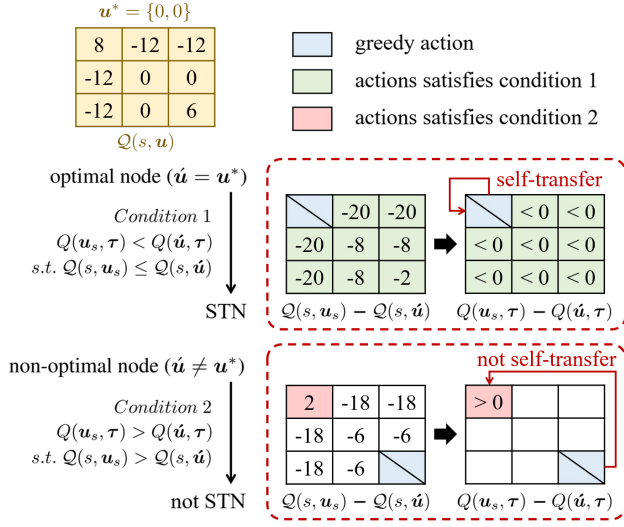 𝒖* = {0, 0}
8 -12 -12
-12 0 0
-12 0 6
𝒬(s, 𝒖)
greedy action
actions satisfies condition 1
actions satisfies condition 2
optimal node (𝒖́ = 𝒖*)
Condition 1
Q(𝒖ₛ, 𝝉) < Q(𝒖́, 𝝉)
s.t. 𝒬(s, 𝒖ₛ) ≤ 𝒬(s, 𝒖́)
STN
self-transfer
-20 -20
-20 -8 -8
-20 -8 -2
𝒬(s, 𝒖ₛ) − 𝒬(s, 𝒖́)
< 0 < 0
< 0 < 0 < 0
< 0 < 0 < 0
Q(𝒖ₛ, 𝝉) − Q(𝒖́, 𝝉)
non-optimal node (𝒖́ ≠ 𝒖*)
Condition 2
Q(𝒖ₛ, 𝝉) > Q(𝒖́, 𝝉)
s.t. 𝒬(s, 𝒖ₛ) > 𝒬(s, 𝒖́)
not STN
not self-transfer
2 -18 -18
-18 -6 -6
-18 -6
𝒬(s, 𝒖ₛ) − 𝒬(s, 𝒖́)
> 0
Q(𝒖ₛ, 𝝉) − Q(𝒖́, 𝝉)